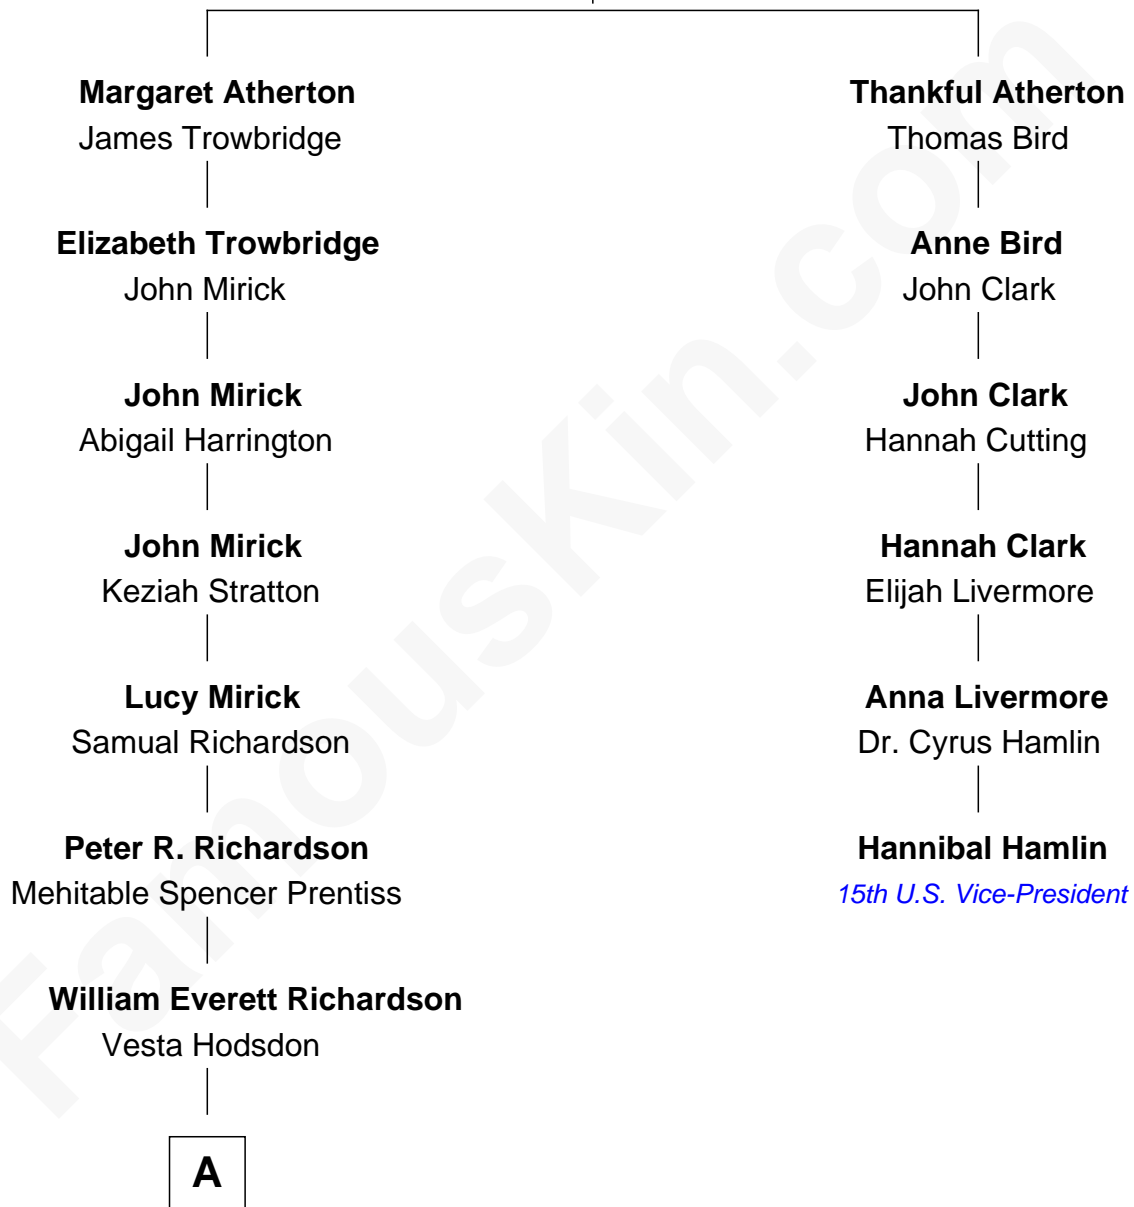 Margaret Atherton
James Trowbridge
Thankful Atherton
Thomas Bird
Elizabeth Trowbridge
John Mirick
Anne Bird
John Clark
John Mirick
Abigail Harrington
John Clark
Hannah Cutting
John Mirick
Keziah Stratton
Hannah Clark
Elijah Livermore
Lucy Mirick
Samual Richardson
Anna Livermore
Dr. Cyrus Hamlin
Peter R. Richardson
Mehitable Spencer Prentiss
Hannibal Hamlin
15th U.S. Vice-President
William Everett Richardson
Vesta Hodsdon
A
FamousKin.com